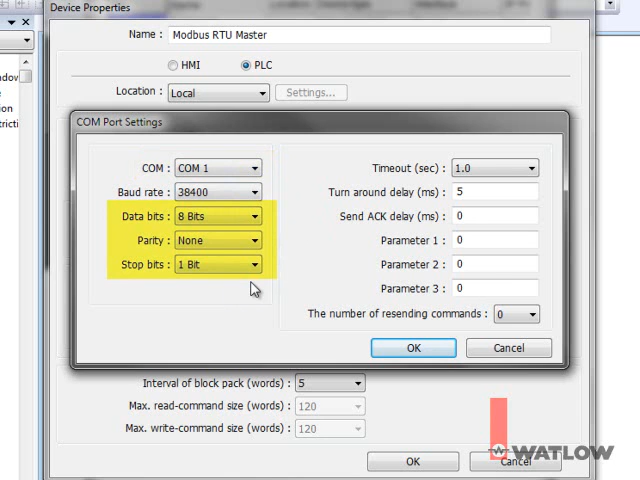 Device Properties
Name : Modbus RTU Master
HMI PLC
Location : Local Settings...
COM Port Settings
COM : COM 1
Baud rate : 38400
Data bits : 8 Bits
Parity : None
Stop bits : 1 Bit
Timeout (sec) : 1.0
Turn around delay (ms) : 5
Send ACK delay (ms) : 0
Parameter 1 : 0
Parameter 2 : 0
Parameter 3 : 0
The number of resending commands : 0
OK Cancel
Interval of block pack (words) : 5
Max. read-command size (words) : 120
Max. write-command size (words) : 120
OK Cancel
WATLOW